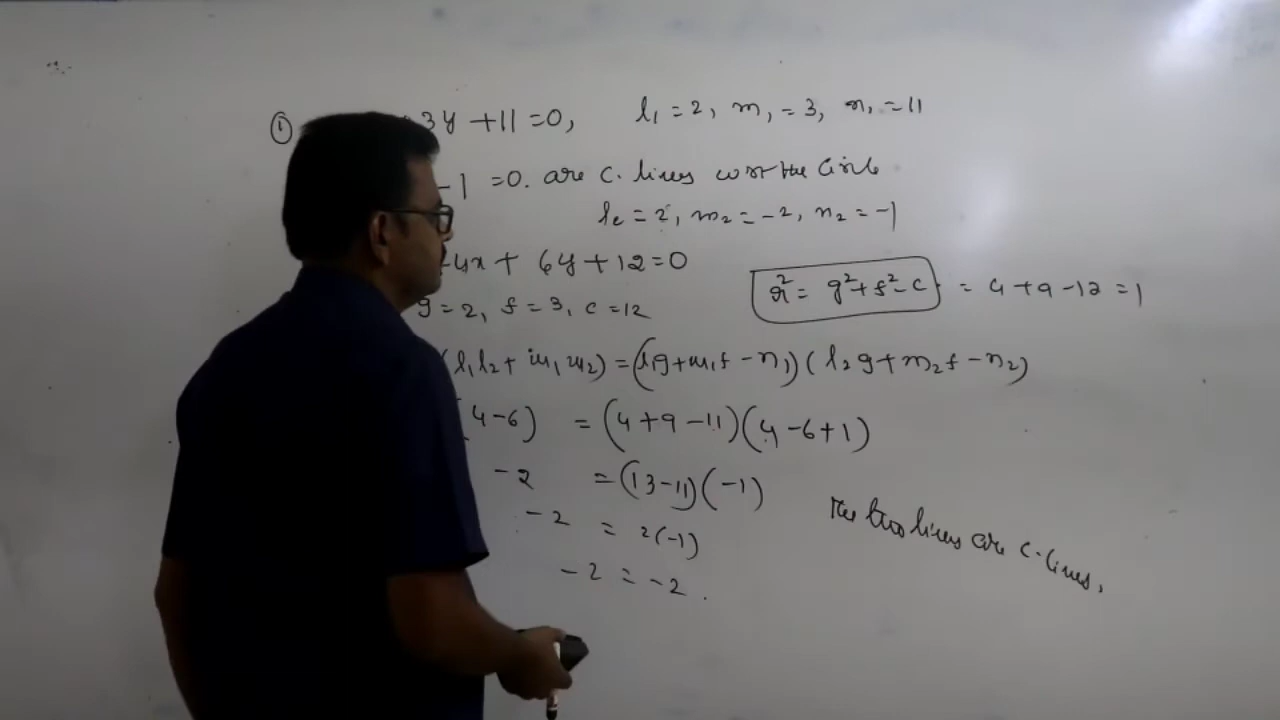 ① 3y + 11 = 0, l₁ = 2, m₁ = 3, n₁ = 11
- 1 = 0. are c. lines wor the Circle
l₂ = 2, m₂ = -2, n₂ = -1
4x + 6y + 12 = 0
g = 2, f = 3, c = 12 r² = g² + f² - c = 4 + 9 - 12 = 1
(l₁l₂ + m₁m₂) = (l₁g + m₁f - n₁)(l₂g + m₂f - n₂)
(4 - 6) = (4 + 9 - 11)(4 - 6 + 1)
-2 = (13 - 11)(-1)
-2 = 2(-1)
-2 = -2.
The two lines are c. lines.